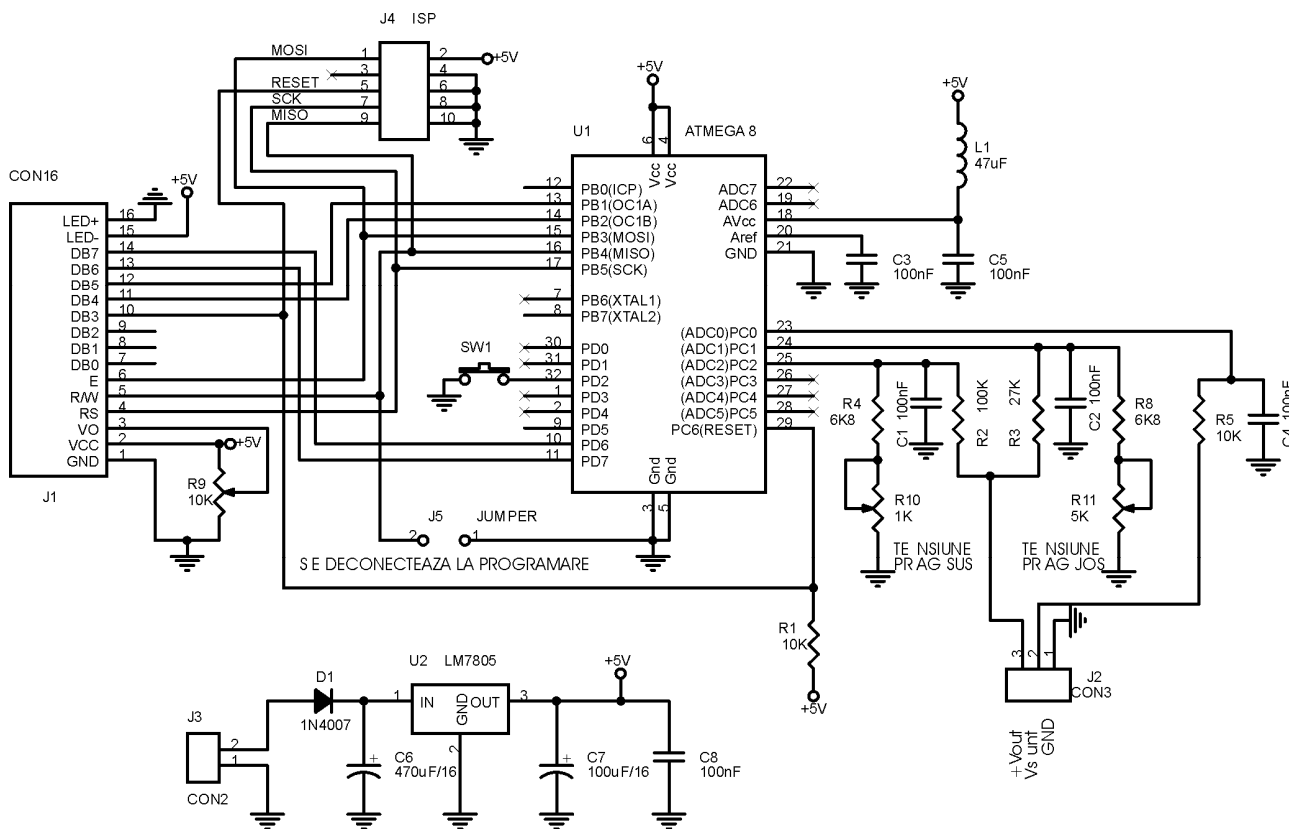 J4 ISP
MOSI 1 2 +5V
3 4
RESET 5 6
SCK 7 8
MISO 9 10
+5V
+5V
U1 ATMEGA 8
6 4
Vcc Vcc
L1
47uF
CON16
+5V
LED+ 16
LED- 15
DB7 14
DB6 13
DB5 12
DB4 11
DB3 10
DB2 9
DB1 8
DB0 7
E 6
R/W 5
RS 4
VO 3
VCC 2 +5V
GND 1
J1
R9
10K
12 PB0(ICP)
13 PB1(OC1A)
14 PB2(OC1B)
15 PB3(MOSI)
16 PB4(MISO)
17 PB5(SCK)
7 PB6(XTAL1)
8 PB7(XTAL2)
30 PD0
31 PD1
32 PD2
1 PD3
2 PD4
9 PD5
10 PD6
11 PD7
SW1
ADC7 22
ADC6 19
AVcc 18
Aref 20
GND 21
(ADC0)PC0 23
(ADC1)PC1 24
(ADC2)PC2 25
(ADC3)PC3 26
(ADC4)PC4 27
(ADC5)PC5 28
PC6(RESET) 29
Gnd Gnd
3 5
C3
100nF
C5
100nF
R4
6K8
C1 100nF
R2 100K
R3 27K
C2 100nF
R8
6K8
R5
10K
C4 100nF
R10
1K
R11
5K
TE NSIUNE
PR AG SUS
TE NSIUNE
PR AG JOS
J5 JUMPER
2 1
S E DECONECTEAZA LA PROGRAMARE
R1
10K
+5V
3 2 1
J2
CON3
+Vout
Vs unt
GND
U2 LM7805
+5V
D1
1N4007
1 IN OUT 3
GND
2
J3
2
1
CON2
C6
470uF/16
C7
100uF/16
C8
100nF